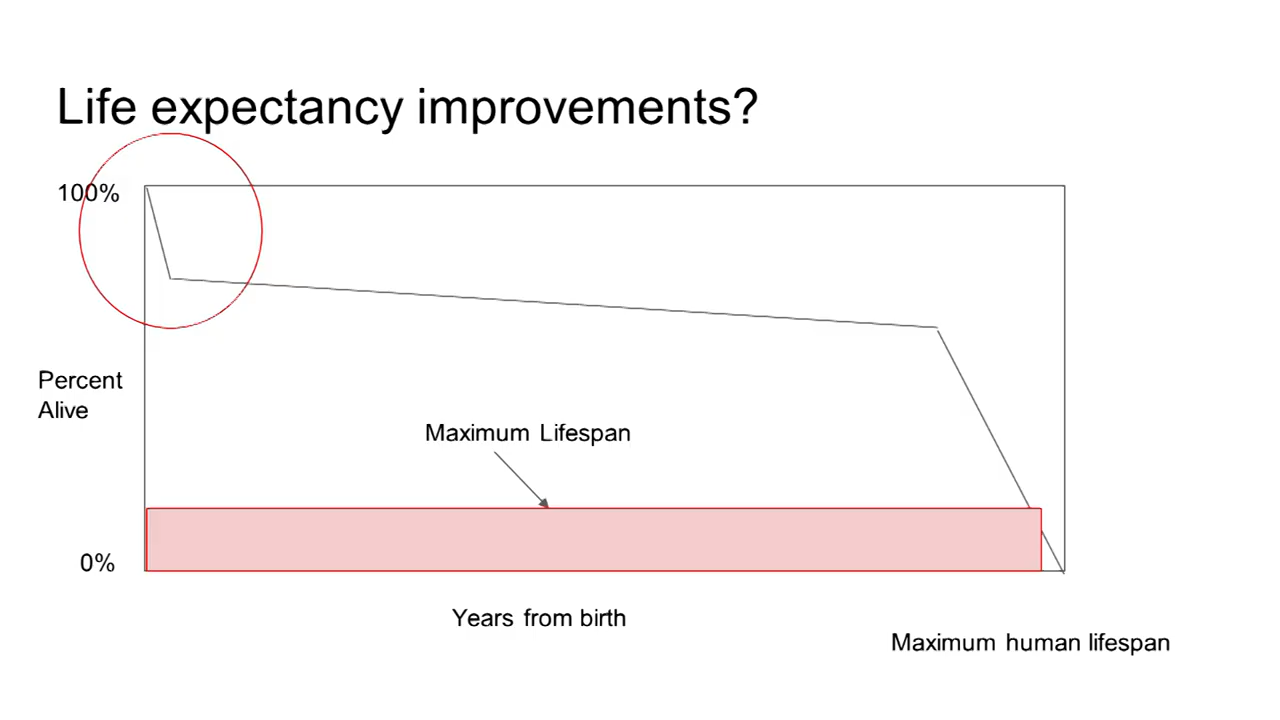 Life expectancy improvements?
100%
Percent
Alive
Maximum Lifespan
0%
Years from birth
Maximum human lifespan